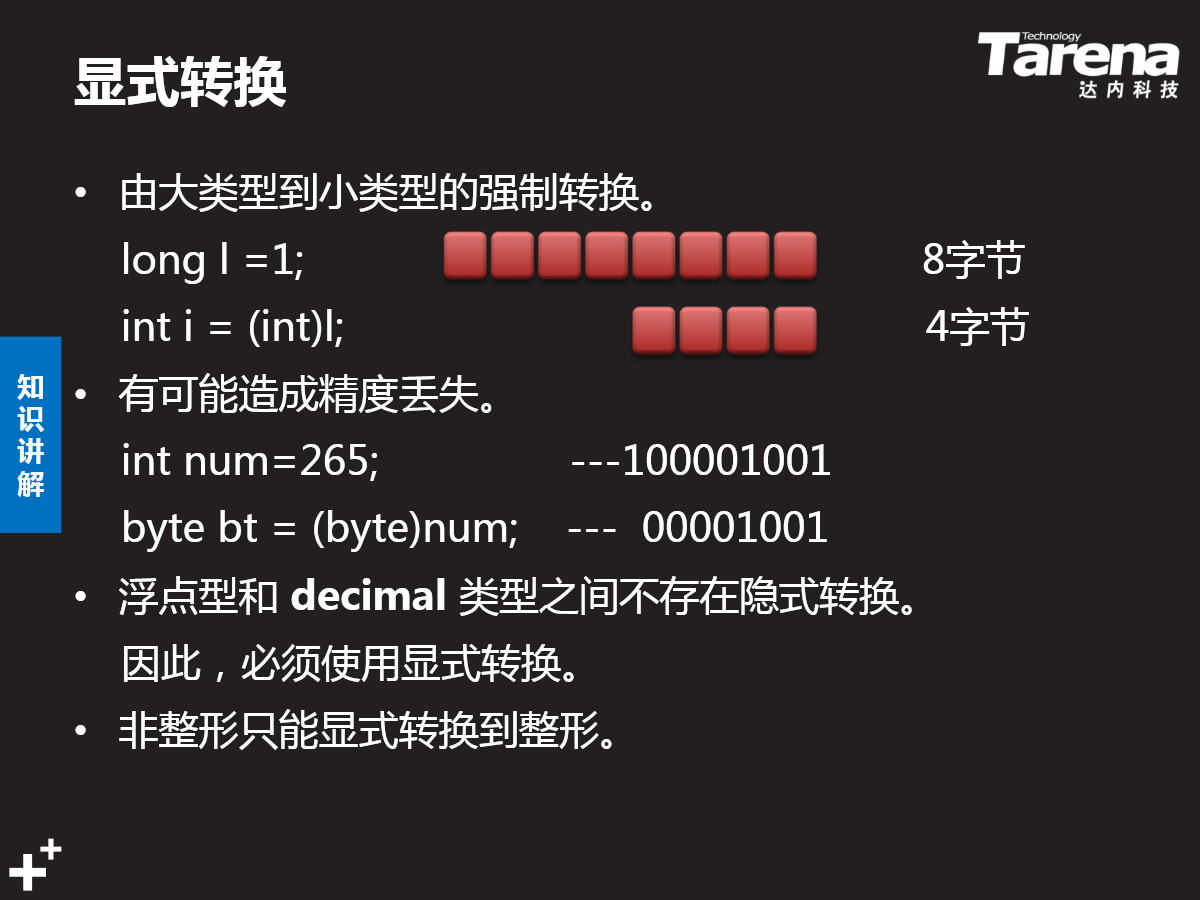 显式转换
Technology
Tarena
达内科技
• 由大类型到小类型的强制转换。
long l =1; 8字节
int i = (int)l; 4字节
• 有可能造成精度丢失。
int num=265; ---100001001
byte bt = (byte)num; --- 00001001
• 浮点型和 decimal 类型之间不存在隐式转换。
因此，必须使用显式转换。
• 非整形只能显式转换到整形。
知识讲解